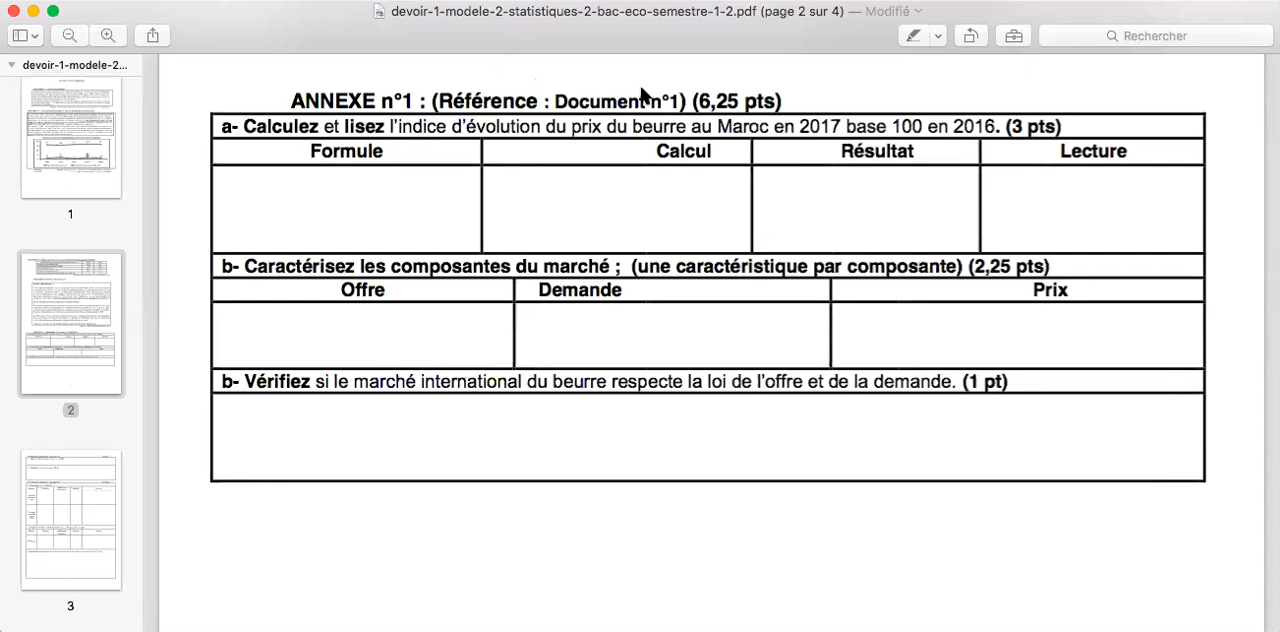 devoir-1-modele-2-statistiques-2-bac-eco-semestre-1-2.pdf (page 2 sur 4) — Modifié
Rechercher
devoir-1-modele-2...
1
2
3
ANNEXE n°1 : (Référence : Document n°1) (6,25 pts)
a- Calculez et lisez l'indice d'évolution du prix du beurre au Maroc en 2017 base 100 en 2016. (3 pts)
Formule Calcul Résultat Lecture
b- Caractérisez les composantes du marché ; (une caractéristique par composante) (2,25 pts)
Offre Demande Prix
b- Vérifiez si le marché international du beurre respecte la loi de l'offre et de la demande. (1 pt)